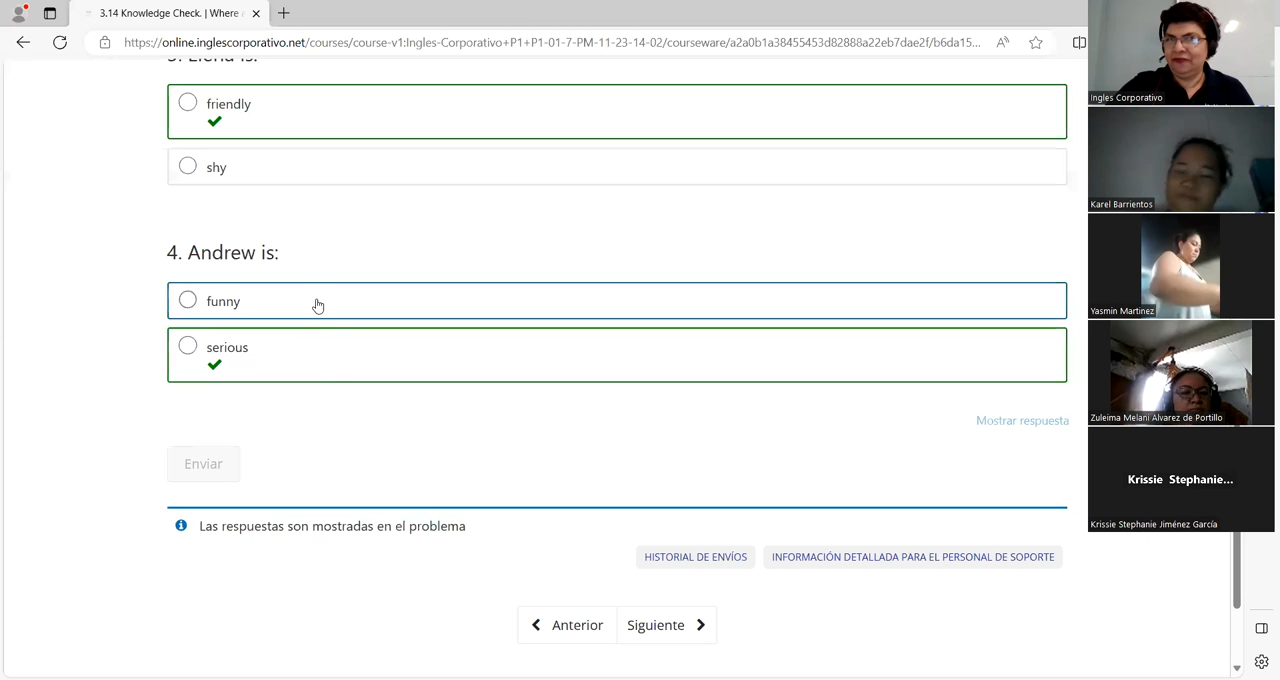 3.14 Knowledge Check. | Where
https://online.inglescorporativo.net/courses/course-v1:Ingles-Corporativo+P1+P1-01-7-PM-11-23-14-02/courseware/a2a0b1a38455453d82888a22eb7dae2f/b6da15...
friendly
shy
4. Andrew is:
funny
serious
Mostrar respuesta
Enviar
Las respuestas son mostradas en el problema
HISTORIAL DE ENVÍOS
INFORMACIÓN DETALLADA PARA EL PERSONAL DE SOPORTE
Anterior
Siguiente
Ingles Corporativo
Karel Barrientos
Yasmin Martinez
Zuleima Melani Alvarez de Portillo
Krissie Stephanie...
Krissie Stephanie Jiménez García